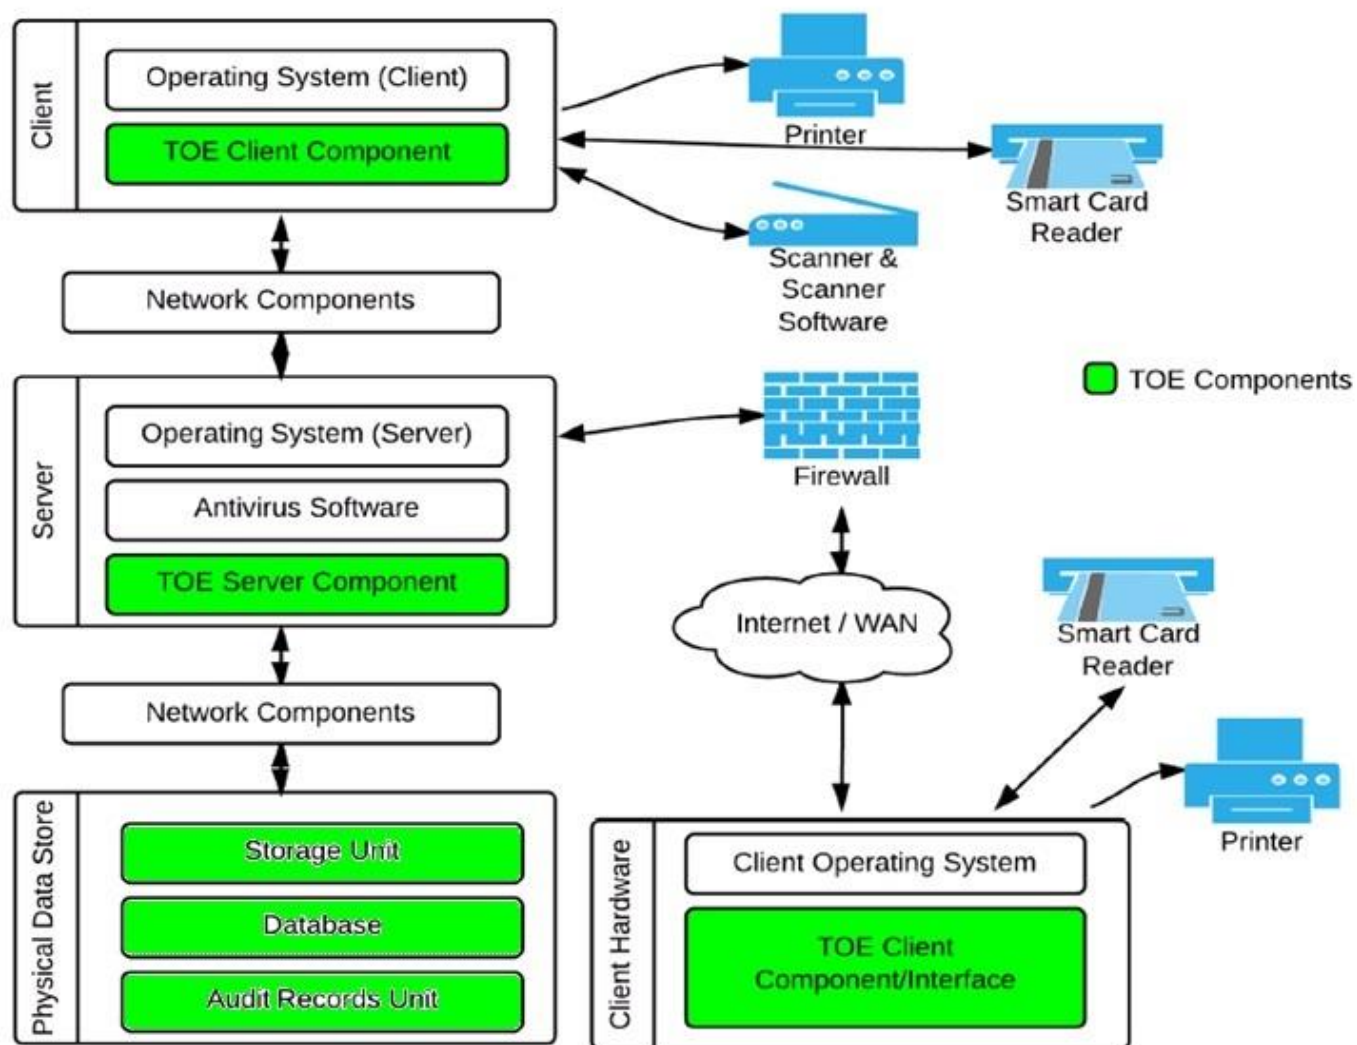 Client
Operating System (Client)
TOE Client Component
Printer
Smart Card
Reader
Scanner &
Scanner
Software
Network Components
TOE Components
Server
Operating System (Server)
Antivirus Software
TOE Server Component
Firewall
Internet / WAN
Smart Card
Reader
Network Components
Printer
Physical Data Store
Storage Unit
Database
Audit Records Unit
Client Hardware
Client Operating System
TOE Client
Component/Interface